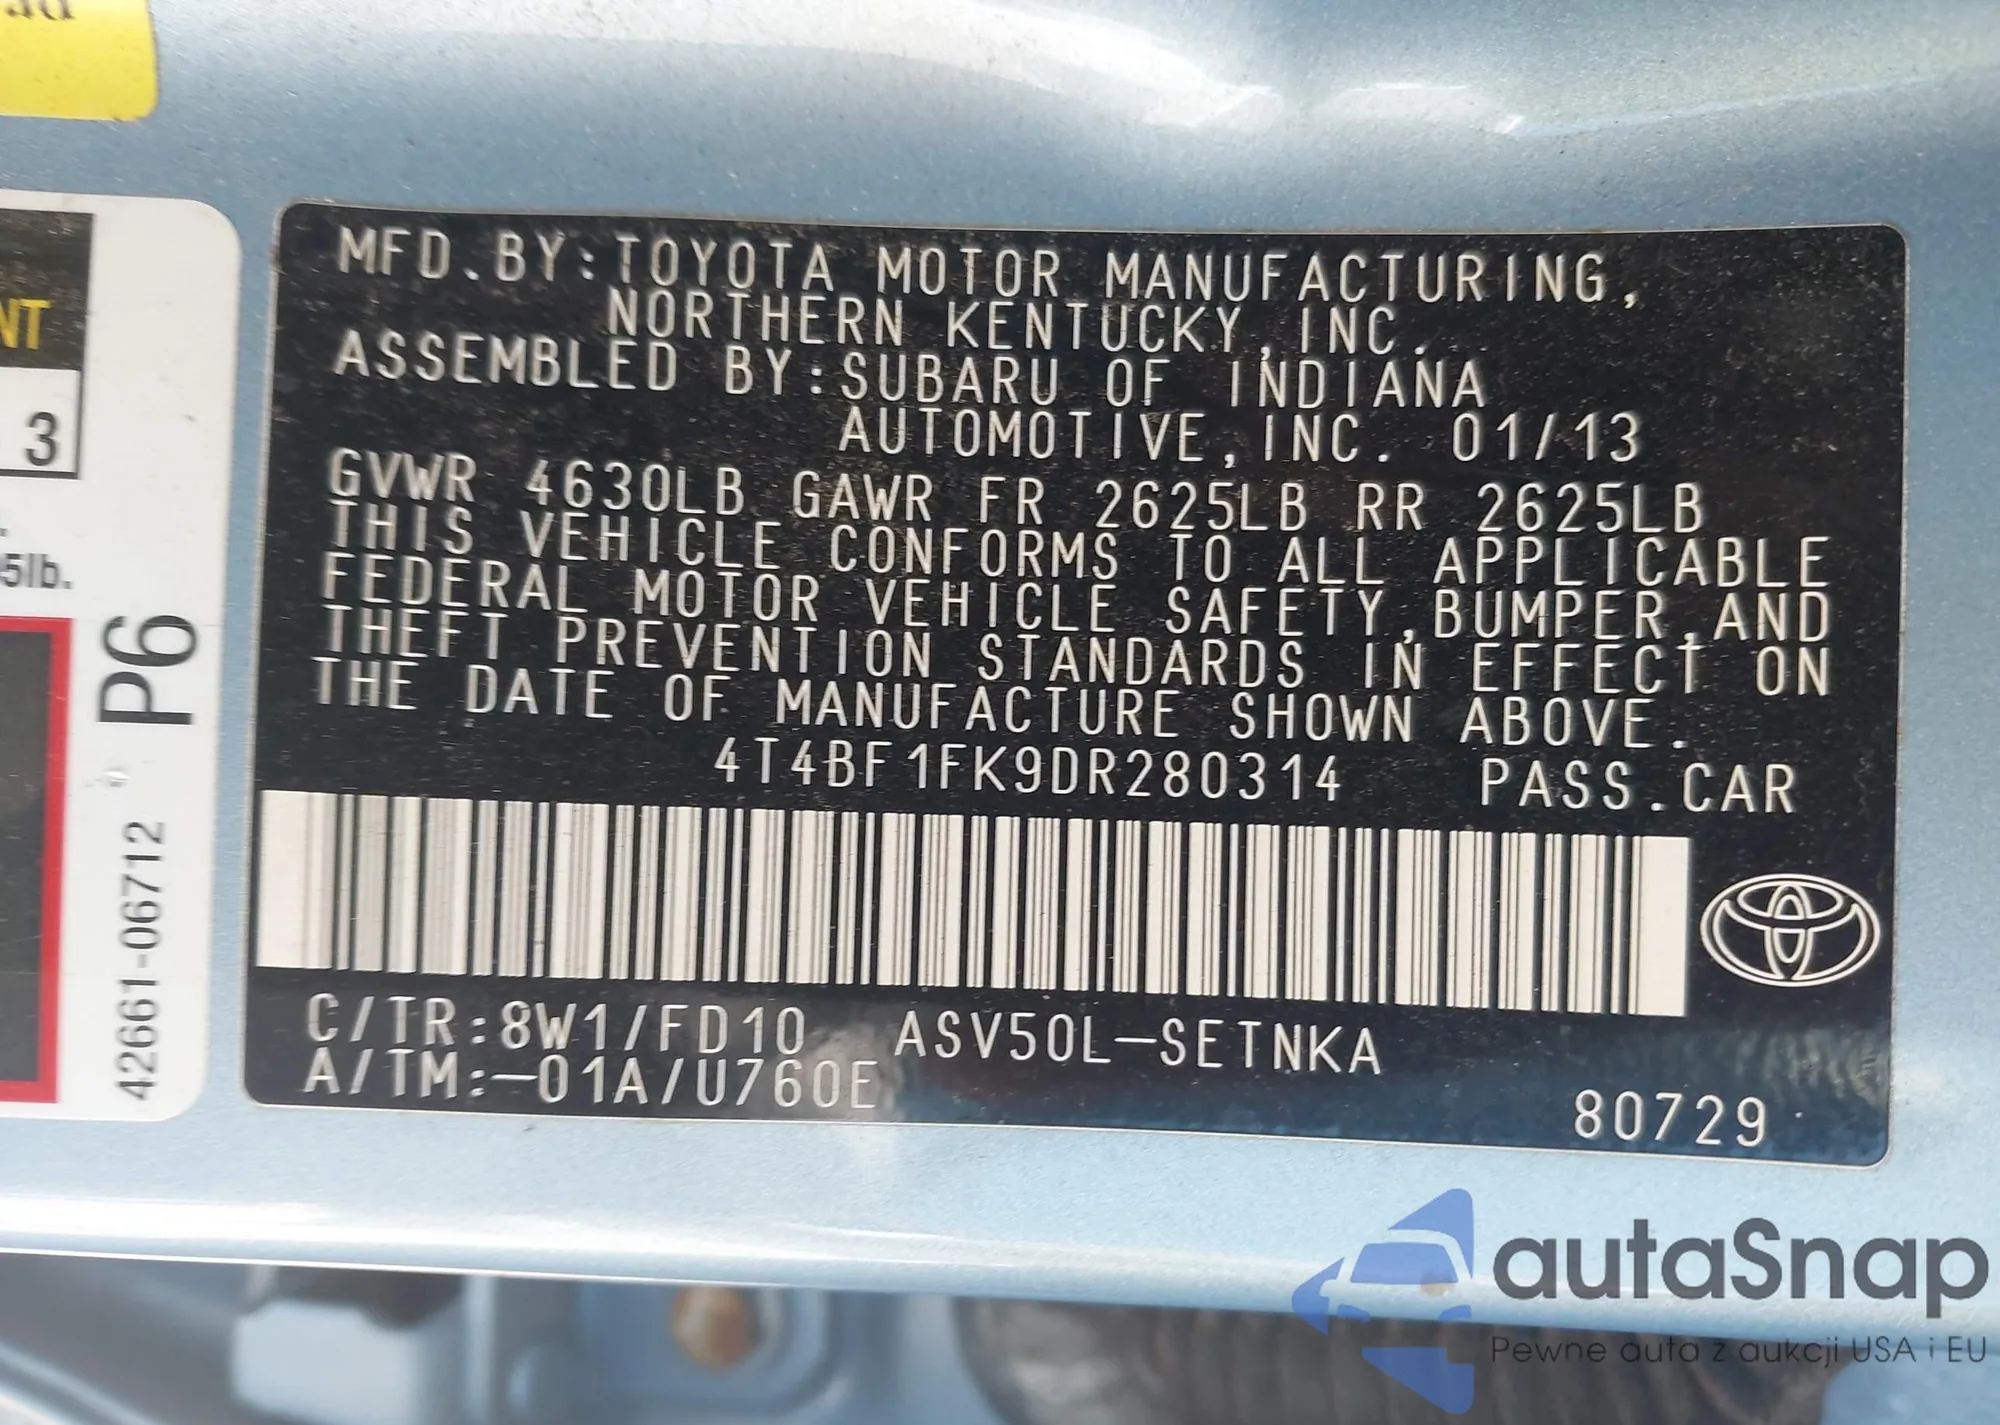 NT
3
5lb.
P6
42661-06712
MFD.BY:TOYOTA MOTOR MANUFACTURING,
NORTHERN KENTUCKY,INC.
ASSEMBLED BY:SUBARU OF INDIANA
AUTOMOTIVE,INC. 01/13
GVWR 4630LB GAWR FR 2625LB RR 2625LB
THIS VEHICLE CONFORMS TO ALL APPLICABLE
FEDERAL MOTOR VEHICLE SAFETY,BUMPER,AND
THEFT PREVENTION STANDARDS IN EFFECT ON
THE DATE OF MANUFACTURE SHOWN ABOVE.
4T4BF1FK9DR280314 PASS.CAR
C/TR:8W1/FD10 ASV50L-SETNKA
A/TM:-01A/U760E
80729
autaSnap
Pewne auta z aukcji USA i EU